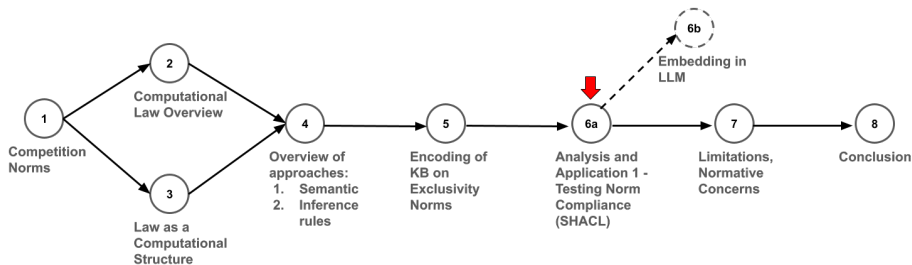 1
Competition
Norms
2
Computational
Law Overview
3
Law as a
Computational
Structure
4
Overview of
approaches:
1. Semantic
2. Inference
rules
5
Encoding of
KB on
Exclusivity
Norms
6a
Analysis and
Application 1 -
Testing Norm
Compliance
(SHACL)
6b
Embedding in
LLM
7
Limitations,
Normative
Concerns
8
Conclusion